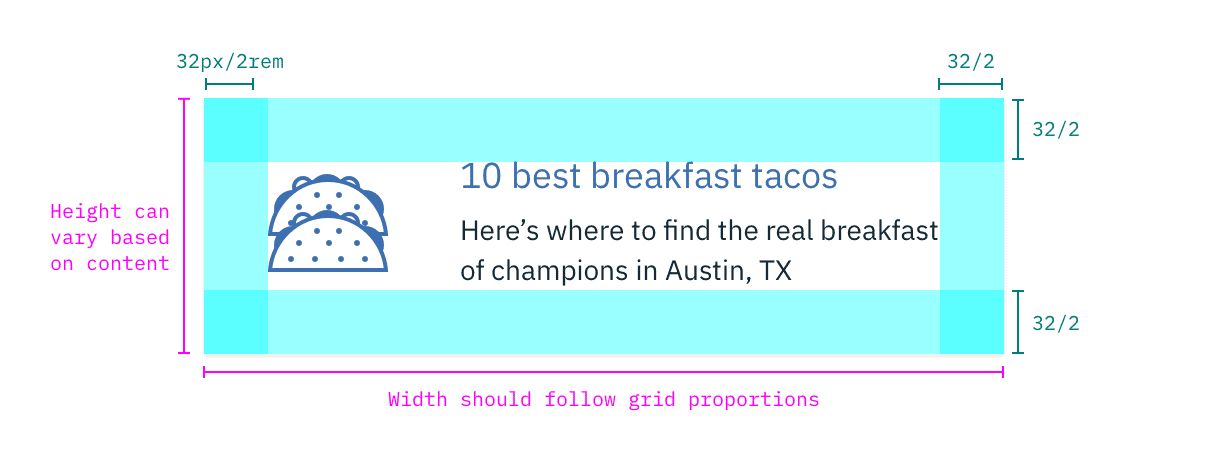 32px/2rem
32/2
32/2
10 best breakfast tacos
Height can
vary based
on content
Here’s where to find the real breakfast
of champions in Austin, TX
32/2
Width should follow grid proportions